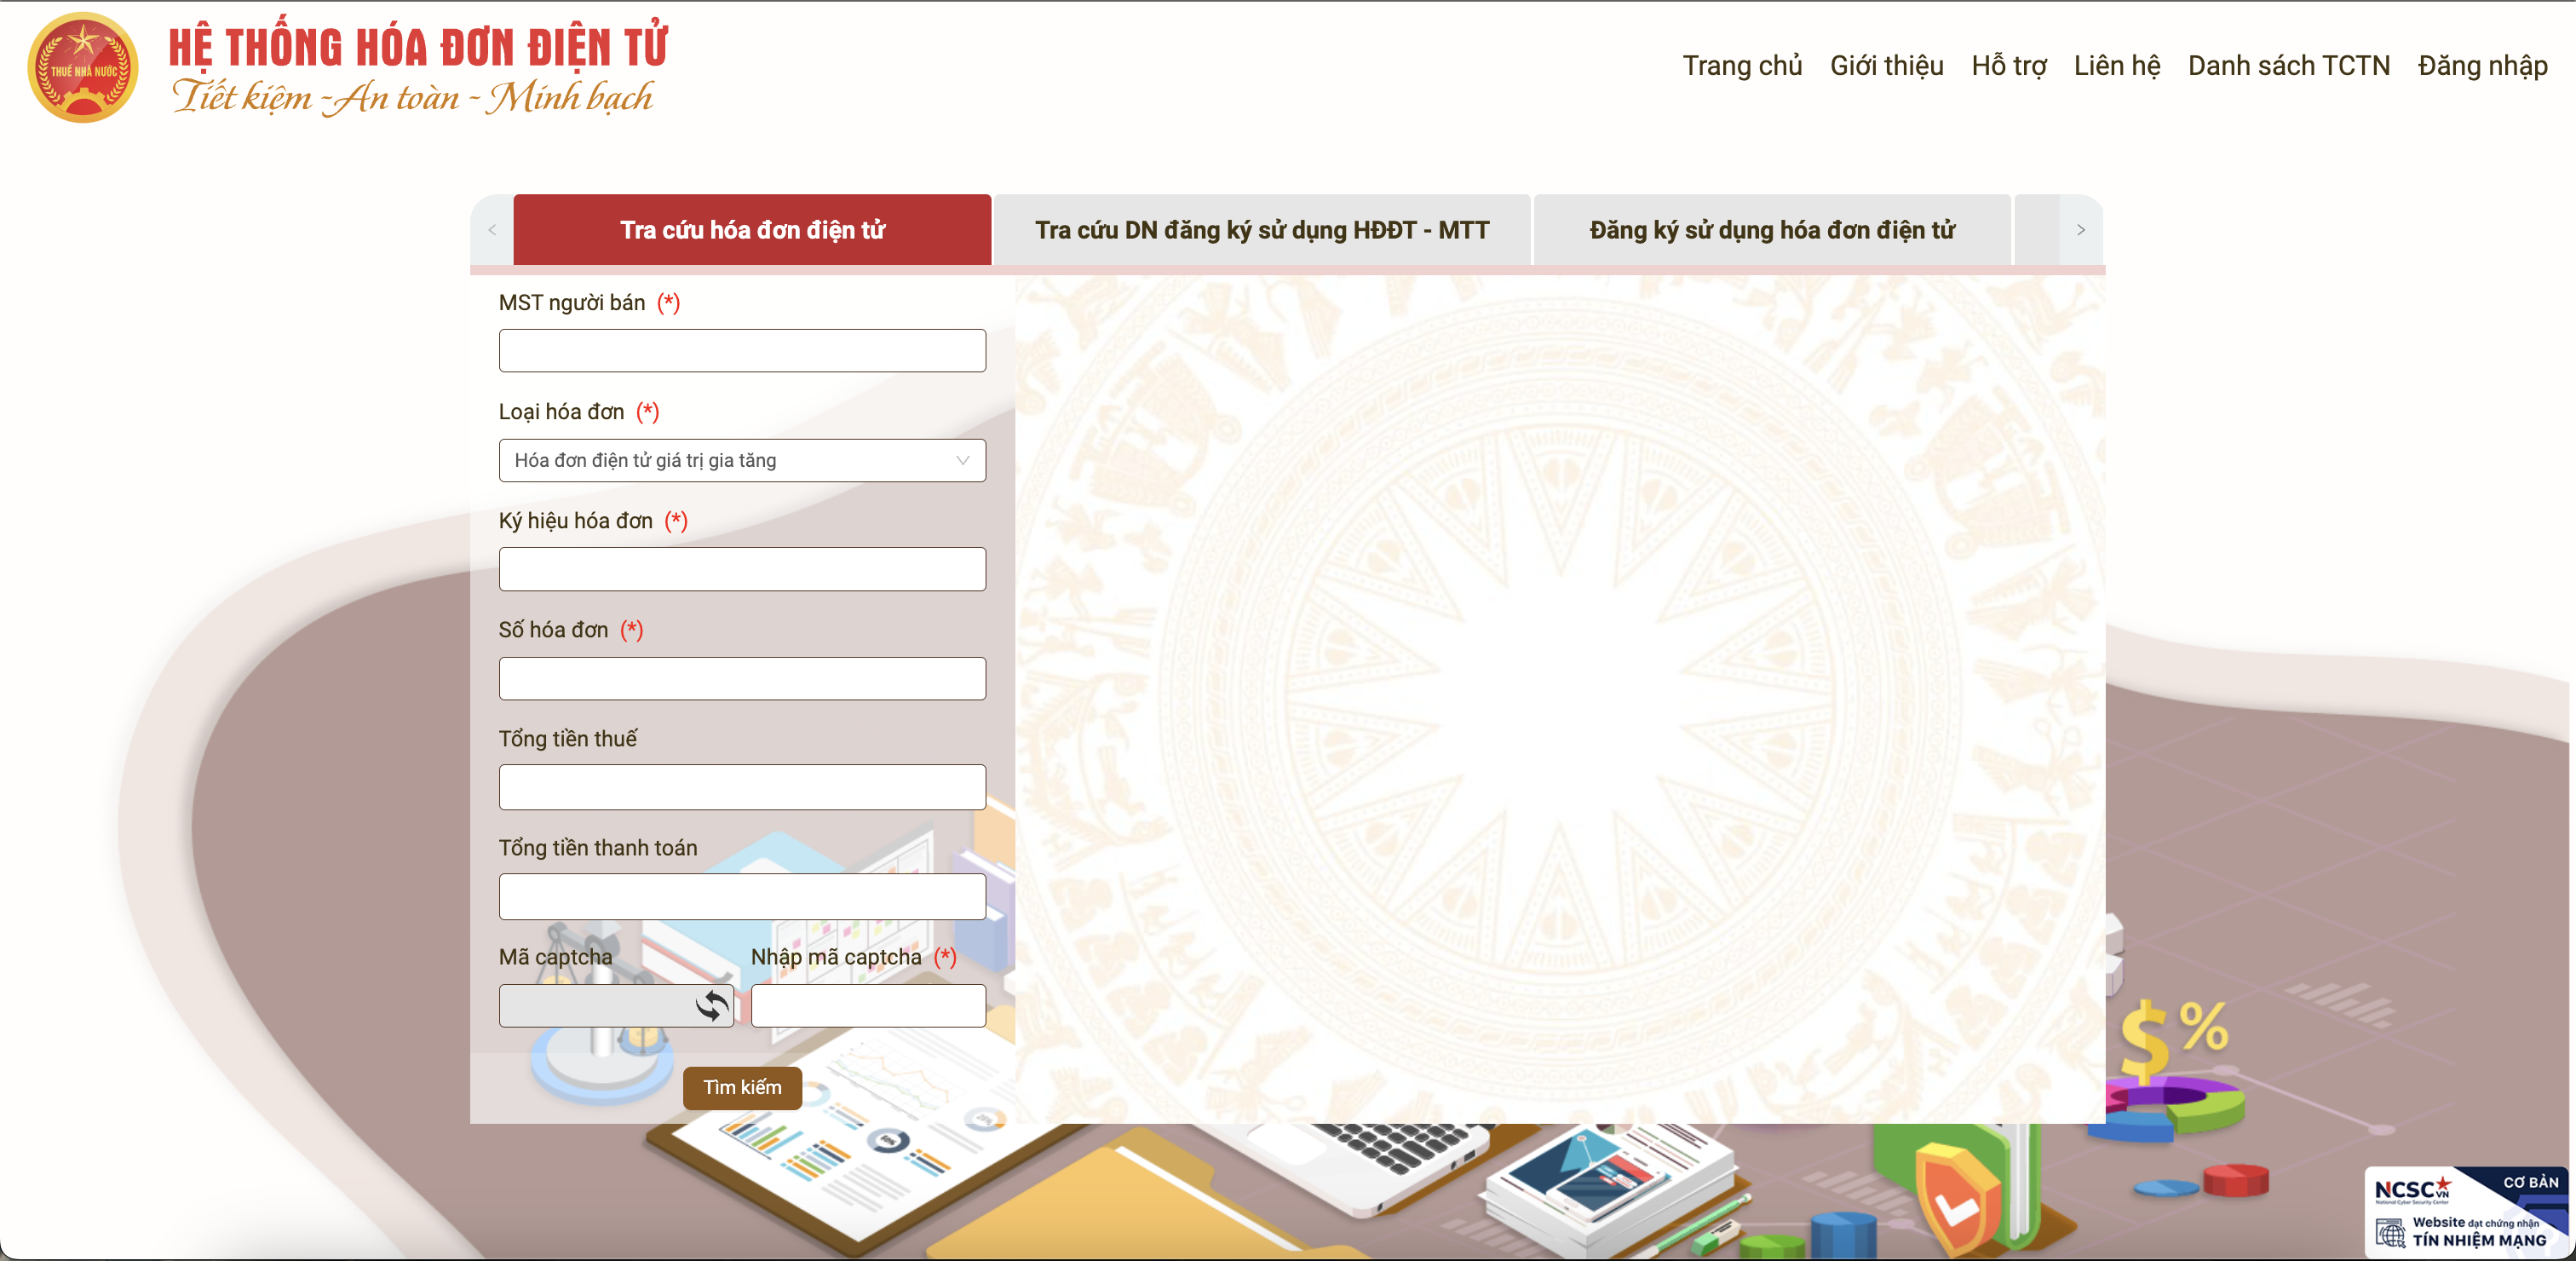 THUẾ NHÀ NƯỚC
HỆ THỐNG HÓA ĐƠN ĐIỆN TỬ
Tiết kiệm - An toàn - Minh bạch
Trang chủ Giới thiệu Hỗ trợ Liên hệ Danh sách TCTN Đăng nhập
Tra cứu hóa đơn điện tử
Tra cứu DN đăng ký sử dụng HĐĐT - MTT
Đăng ký sử dụng hóa đơn điện tử
MST người bán (*)
Loại hóa đơn (*)
Hóa đơn điện tử giá trị gia tăng
Ký hiệu hóa đơn (*)
Số hóa đơn (*)
Tổng tiền thuế
Tổng tiền thanh toán
Mã captcha
Nhập mã captcha (*)
Tìm kiếm
$ %
NCSC VN
National Cyber Security Center
CƠ BẢN
Website đạt chứng nhận
TÍN NHIỆM MẠNG